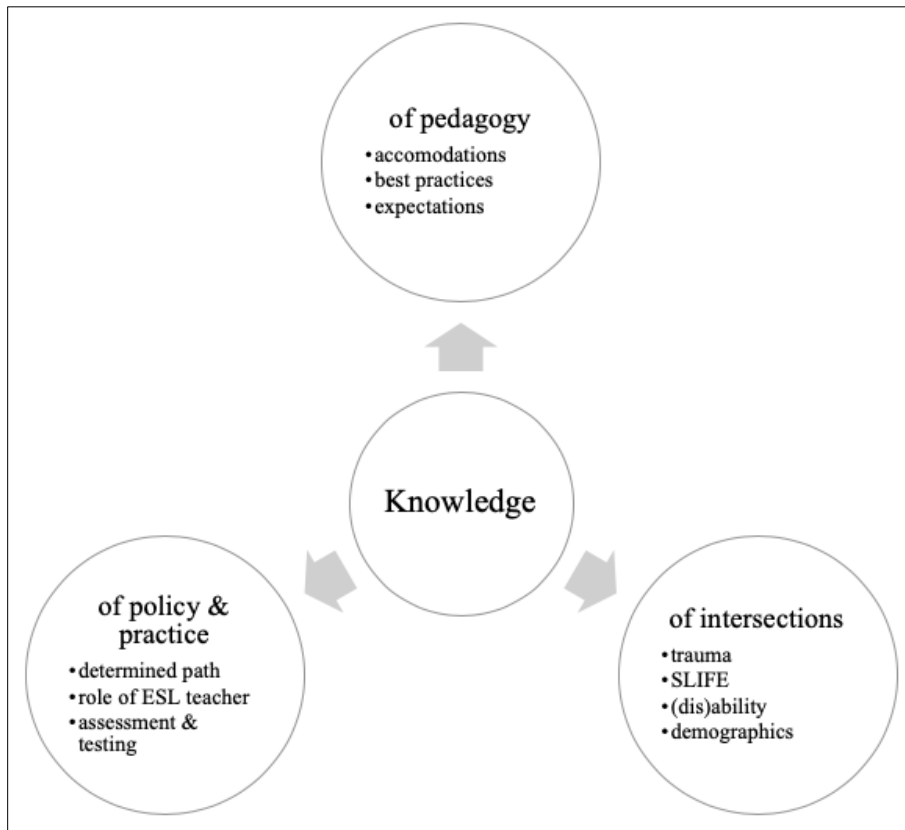 of pedagogy
•accomodations
•best practices
•expectations
Knowledge
of policy &
practice
•determined path
•role of ESL teacher
•assessment &
testing
of intersections
•trauma
•SLIFE
•(dis)ability
•demographics